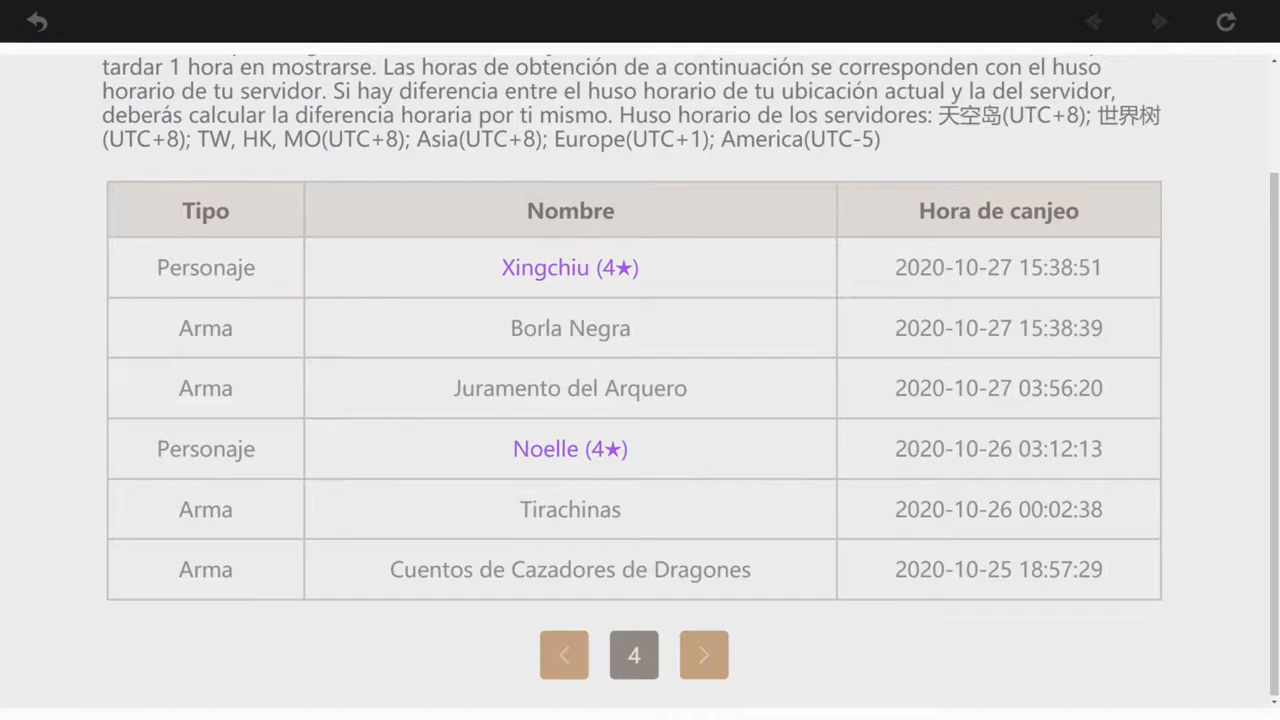 tardar 1 hora en mostrarse. Las horas de obtención de a continuación se corresponden con el huso
horario de tu servidor. Si hay diferencia entre el huso horario de tu ubicación actual y la del servidor,
deberás calcular la diferencia horaria por ti mismo. Huso horario de los servidores: 天空岛(UTC+8); 世界树
(UTC+8); TW, HK, MO(UTC+8); Asia(UTC+8); Europe(UTC+1); America(UTC-5)
Tipo Nombre Hora de canjeo
Personaje Xingchiu (4★) 2020-10-27 15:38:51
Arma Borla Negra 2020-10-27 15:38:39
Arma Juramento del Arquero 2020-10-27 03:56:20
Personaje Noelle (4★) 2020-10-26 03:12:13
Arma Tirachinas 2020-10-26 00:02:38
Arma Cuentos de Cazadores de Dragones 2020-10-25 18:57:29
4